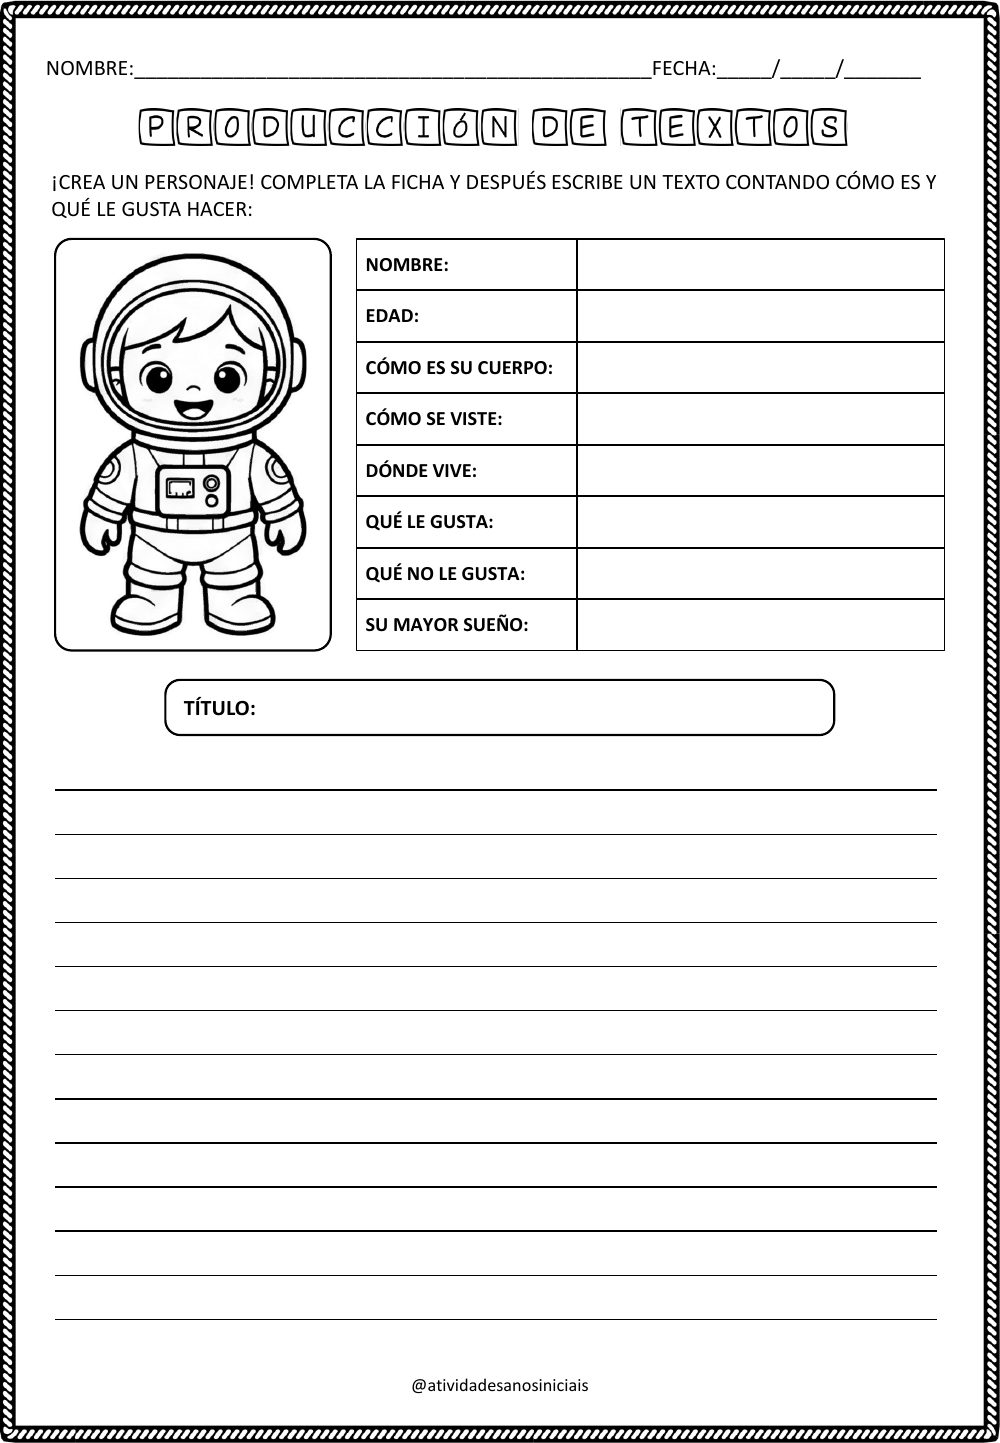 NOMBRE:_______________________________________________FECHA:_____/_____/_______
PRODUCCIÓN DE TEXTOS
¡CREA UN PERSONAJE! COMPLETA LA FICHA Y DESPUÉS ESCRIBE UN TEXTO CONTANDO CÓMO ES Y
QUÉ LE GUSTA HACER:
NOMBRE:
EDAD:
CÓMO ES SU CUERPO:
CÓMO SE VISTE:
DÓNDE VIVE:
QUÉ LE GUSTA:
QUÉ NO LE GUSTA:
SU MAYOR SUEÑO:
TÍTULO:
@atividadesanosiniciais